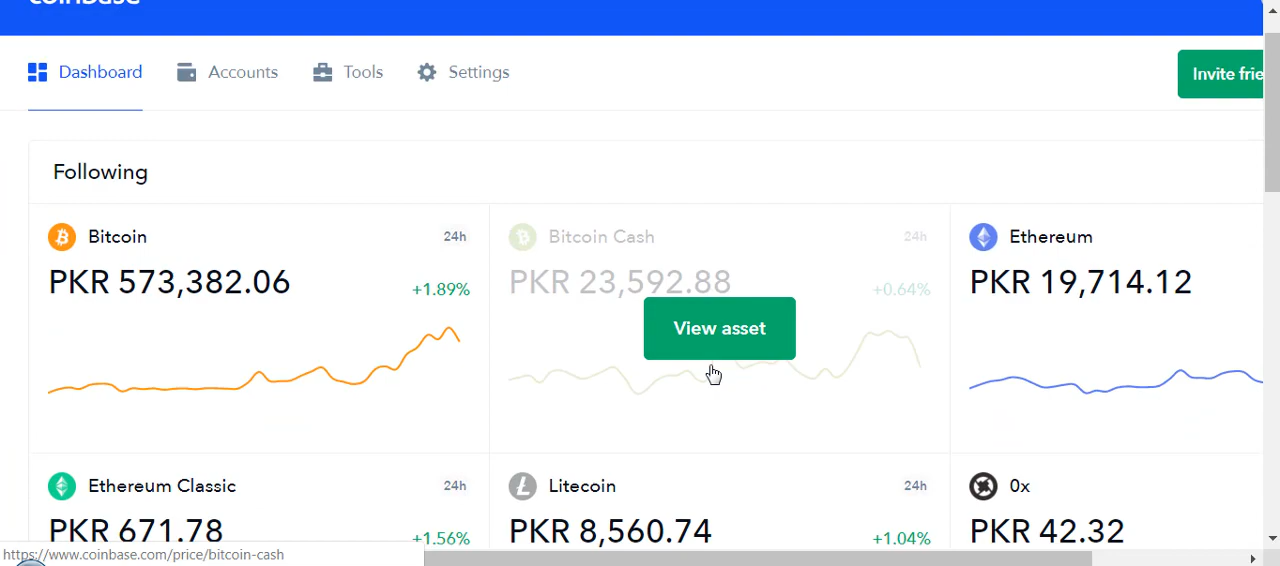 coinbase
Dashboard Accounts Tools Settings
Invite frie
Following
Bitcoin 24h
PKR 573,382.06 +1.89%
Bitcoin Cash 24h
PKR 23,592.88 +0.64%
View asset
Ethereum
PKR 19,714.12
Ethereum Classic 24h
PKR 671.78 +1.56%
Litecoin 24h
PKR 8,560.74 +1.04%
0x
PKR 42.32
https://www.coinbase.com/price/bitcoin-cash